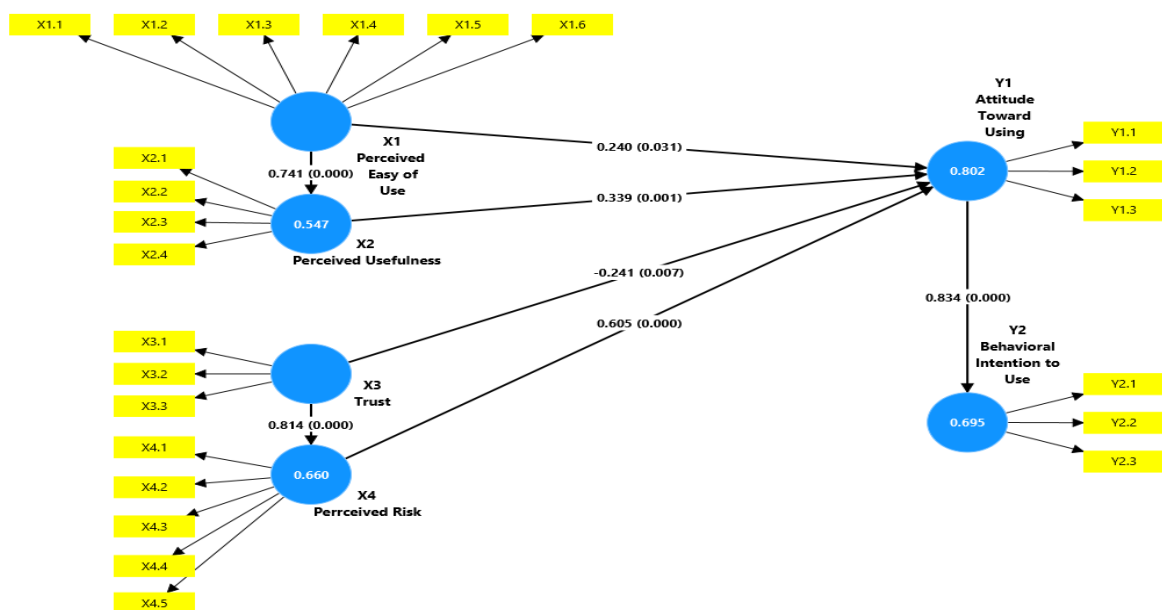 X1.1
X1.2
X1.3
X1.4
X1.5
X1.6
X1
Perceived
Easy of
Use
0.240 (0.031)
0.741 (0.000)
X2.1
X2.2
X2.3
X2.4
0.547
X2
Perceived Usefulness
0.339 (0.001)
Y1
Attitude
Toward
Using
0.802
Y1.1
Y1.2
Y1.3
-0.241 (0.007)
0.605 (0.000)
0.834 (0.000)
X3.1
X3.2
X3.3
X3
Trust
0.814 (0.000)
X4.1
X4.2
X4.3
X4.4
X4.5
0.660
X4
Perrceived Risk
Y2
Behavioral
Intention to
Use
0.695
Y2.1
Y2.2
Y2.3